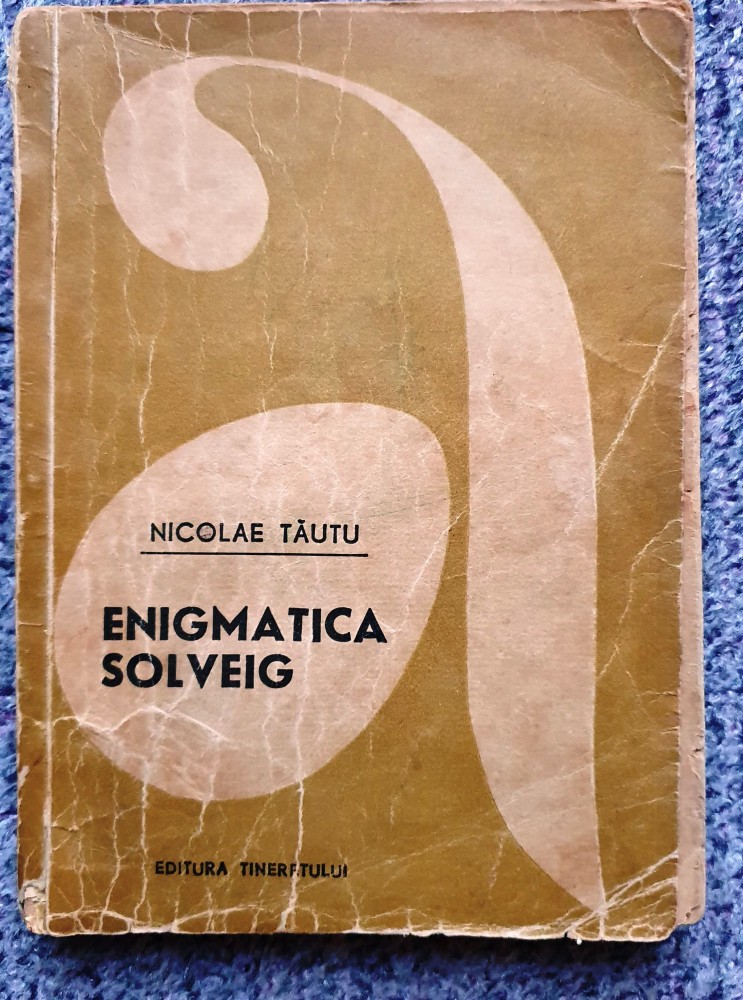 NICOLAE TĂUTU
ENIGMATICA
SOLVEIG
EDITURA TINERETULUI